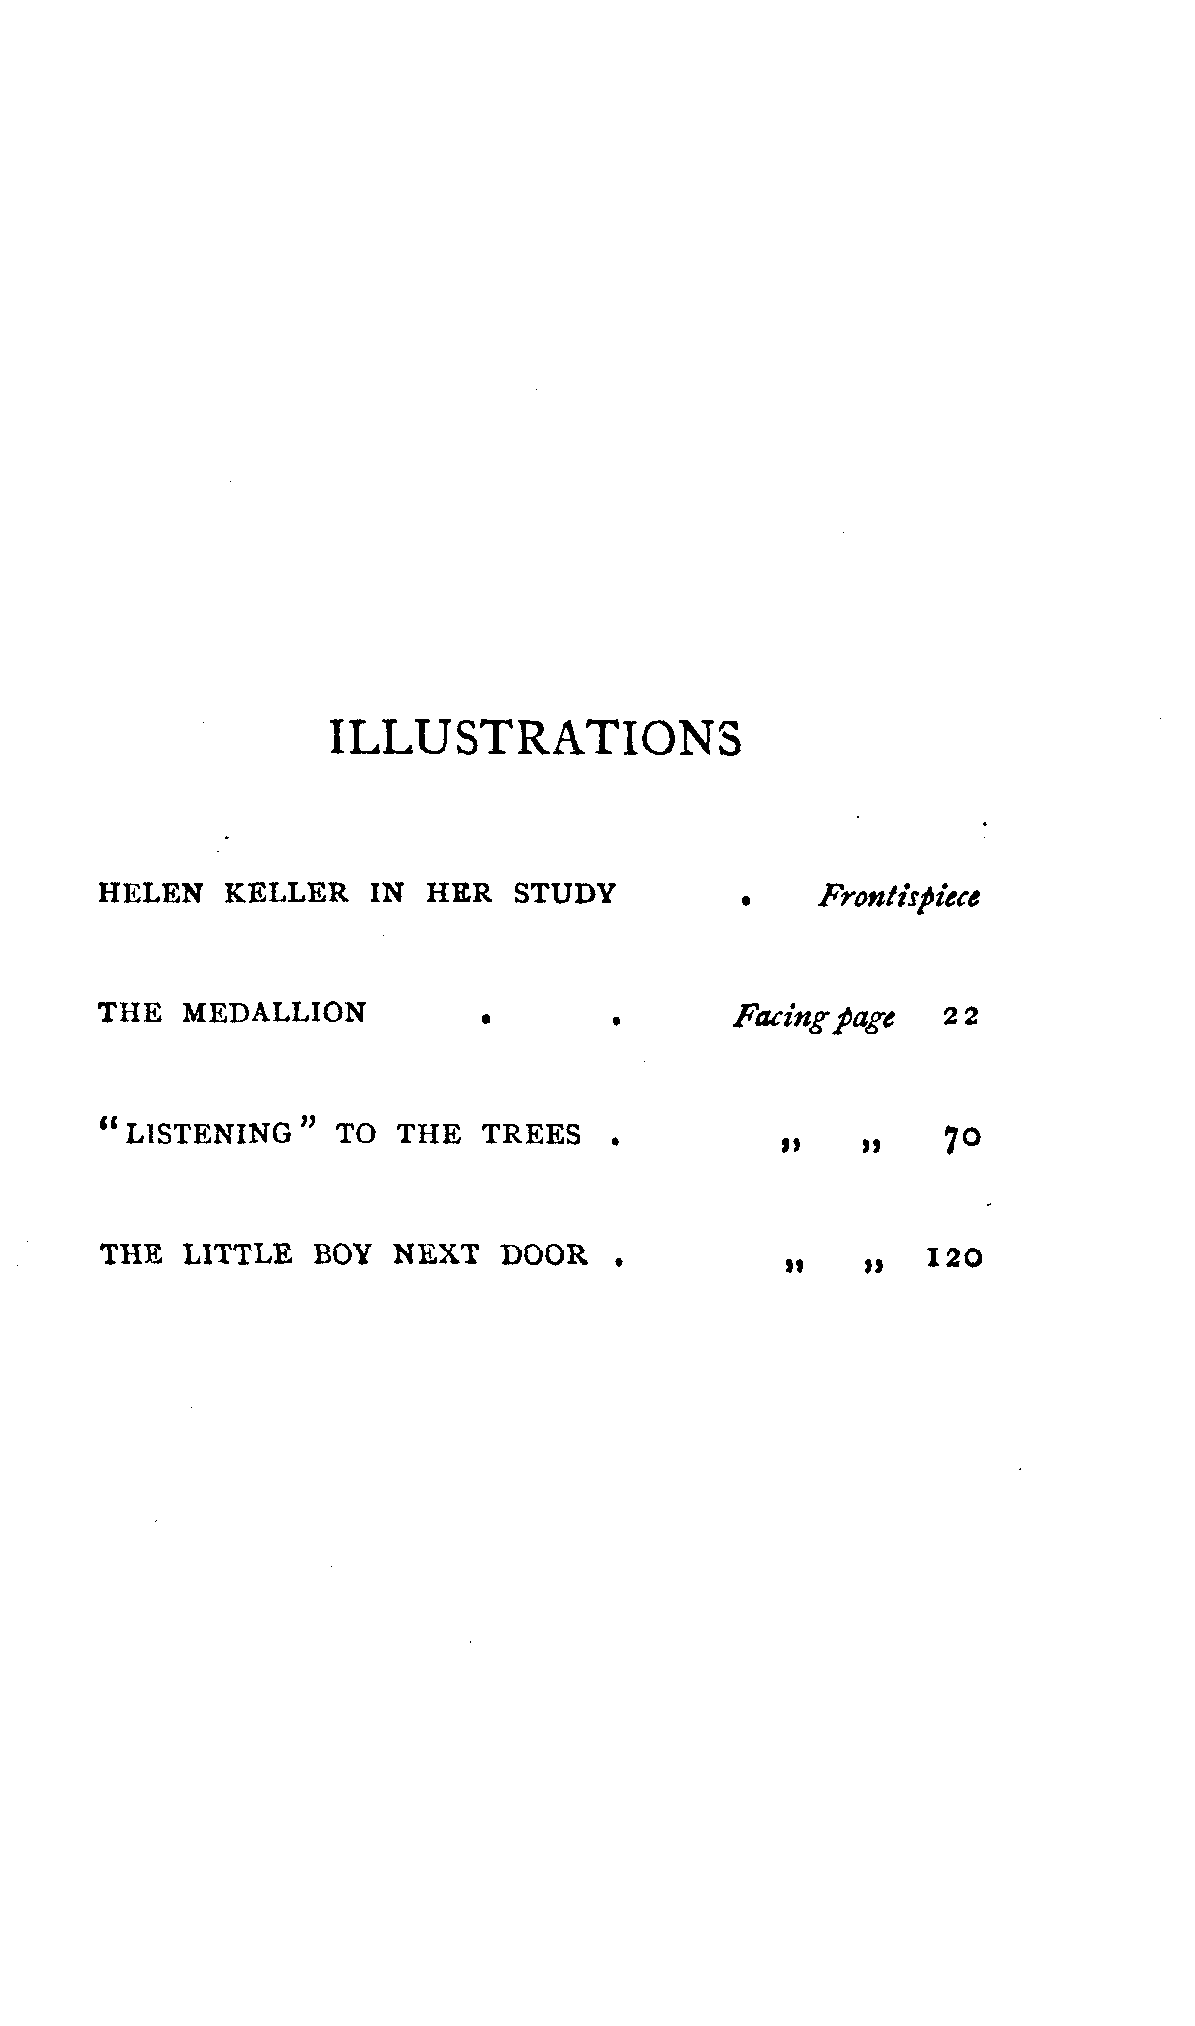 ILLUSTRATIONS
HELEN KELLER IN HER STUDY . Frontispiece
THE MEDALLION . . Facing page 22
“LISTENING” TO THE TREES . ,, ,, 70
THE LITTLE BOY NEXT DOOR . ,, ,, 120